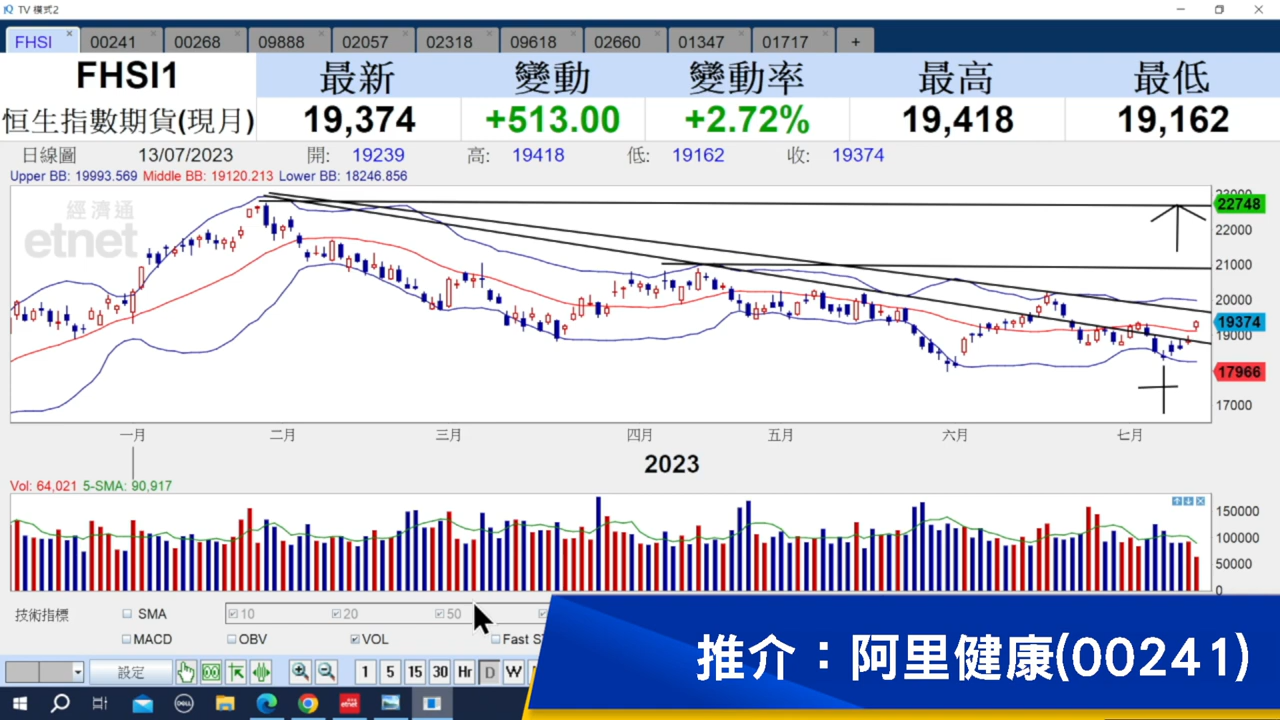 TV 模式2
FHSI 00241 00268 09888 02057 02318 09618 02660 01347 01717 +
FHSI1 最新 變動 變動率 最高 最低
恒生指數期貨(現月) 19,374 +513.00 +2.72% 19,418 19,162
日線圖 13/07/2023 開: 19239 高: 19418 低: 19162 收: 19374
Upper BB: 19993.569 Middle BB: 19120.213 Lower BB: 18246.856
經濟通
etnet
23000
22748
22000
21000
20000
19374
19000
17966
17000
一月 二月 三月 四月 五月 六月 七月
2023
Vol: 64,021 5-SMA: 90,917
150000
100000
50000
0
技術指標 SMA 10 20 50
MACD OBV VOL Fast
設定 1 5 15 30 Hr D W
推介：阿里健康(00241)
DELL
etnet